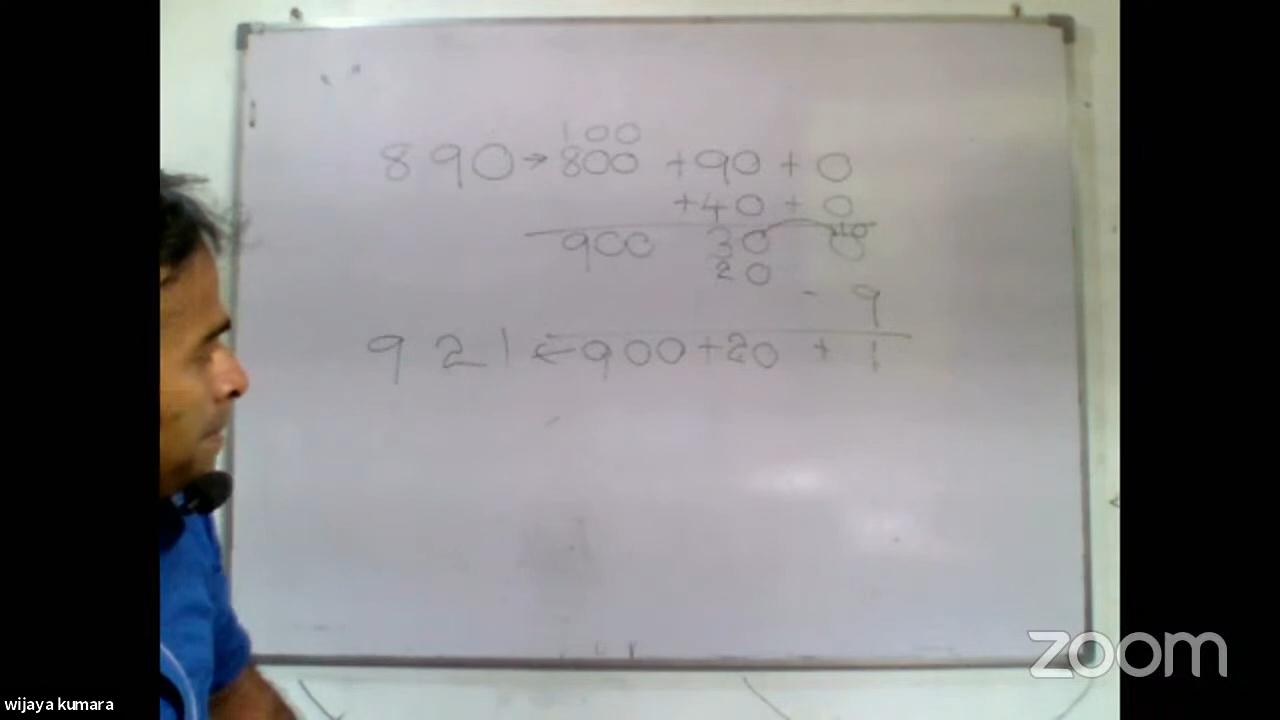 100
890→800 +90 + 0
+40 + 0
900 30 10 0
20
- 9
921 ←900+20 + 1
zoom
wijaya kumara